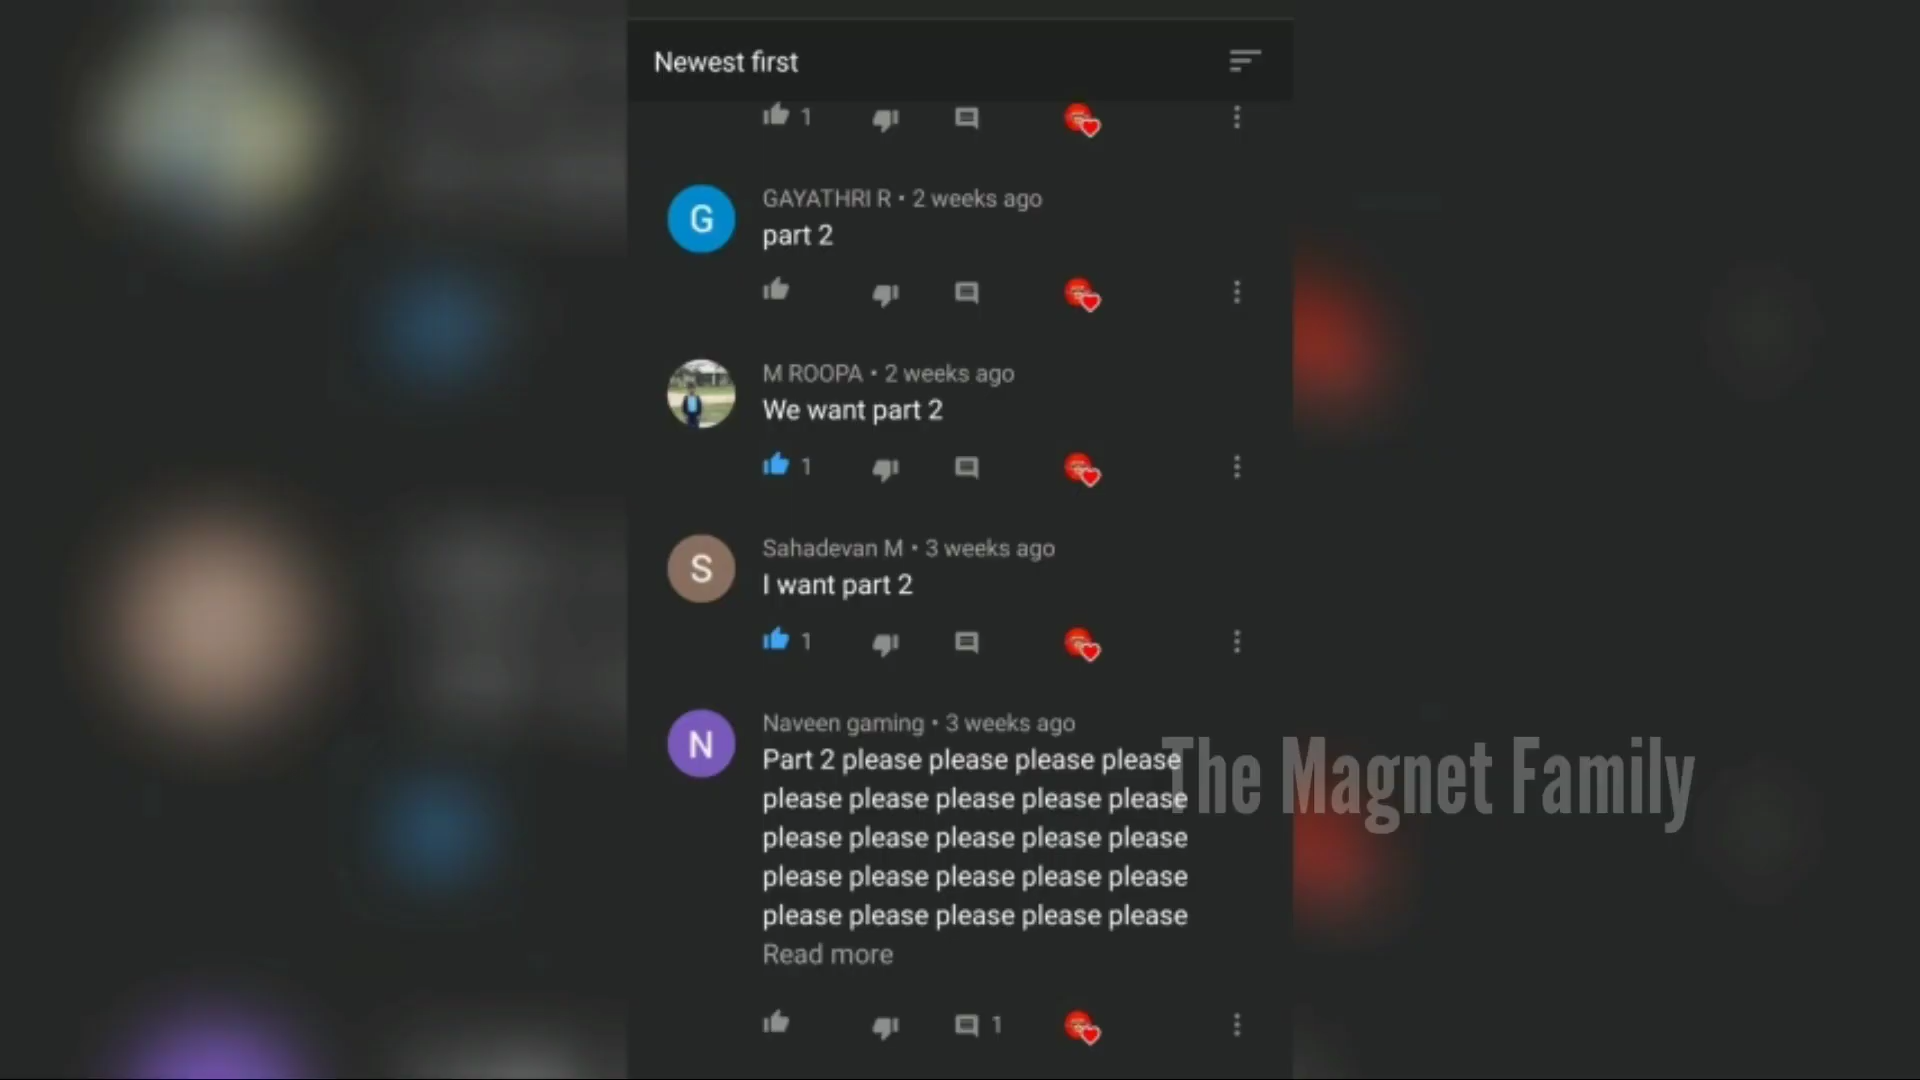 Newest first
1
G
GAYATHRI R • 2 weeks ago
part 2
M ROOPA • 2 weeks ago
We want part 2
1
S
Sahadevan M • 3 weeks ago
I want part 2
1
N
Naveen gaming • 3 weeks ago
Part 2 please please please please
please please please please please
please please please please please
please please please please please
please please please please please
Read more
1
The Magnet Family